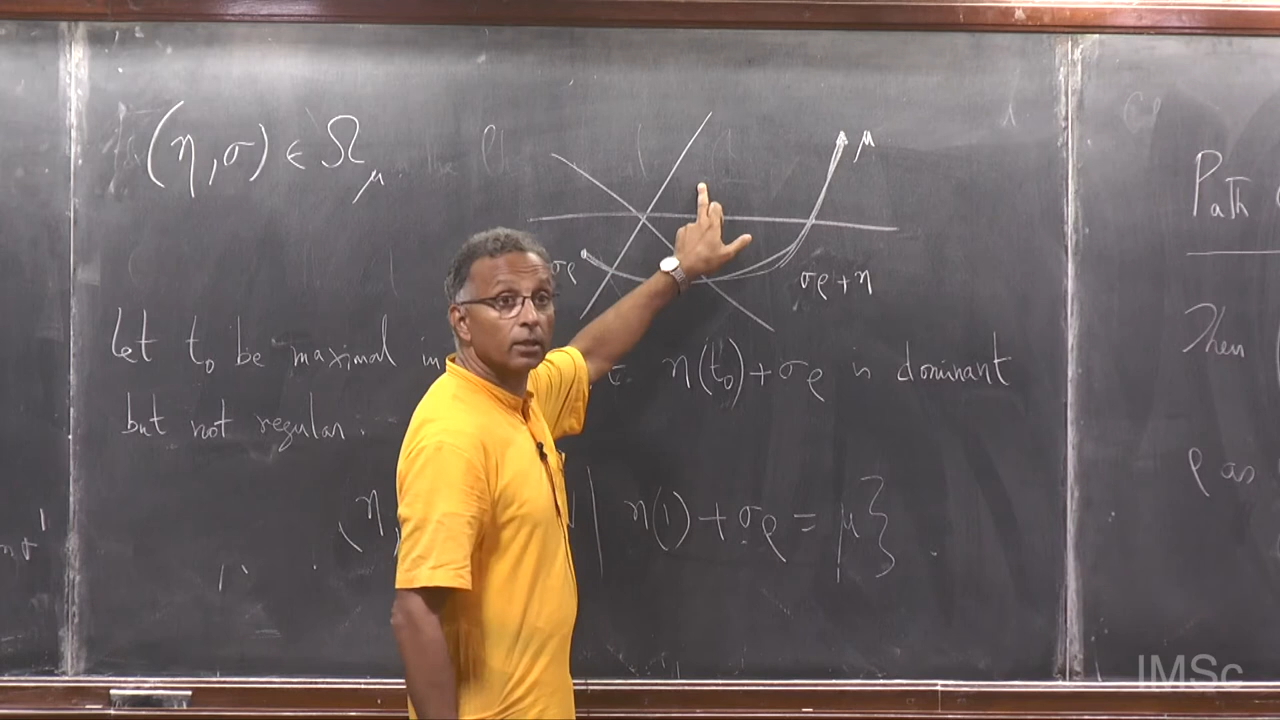 (η,σ) ∈ Ω_μ
μ
σρ
σρ+η
Let t₀ be maximal in η(t₀)+σρ is dominant
but not regular.
η | η(1)+σρ = μ}
Path
Then
ρ as
IMSc